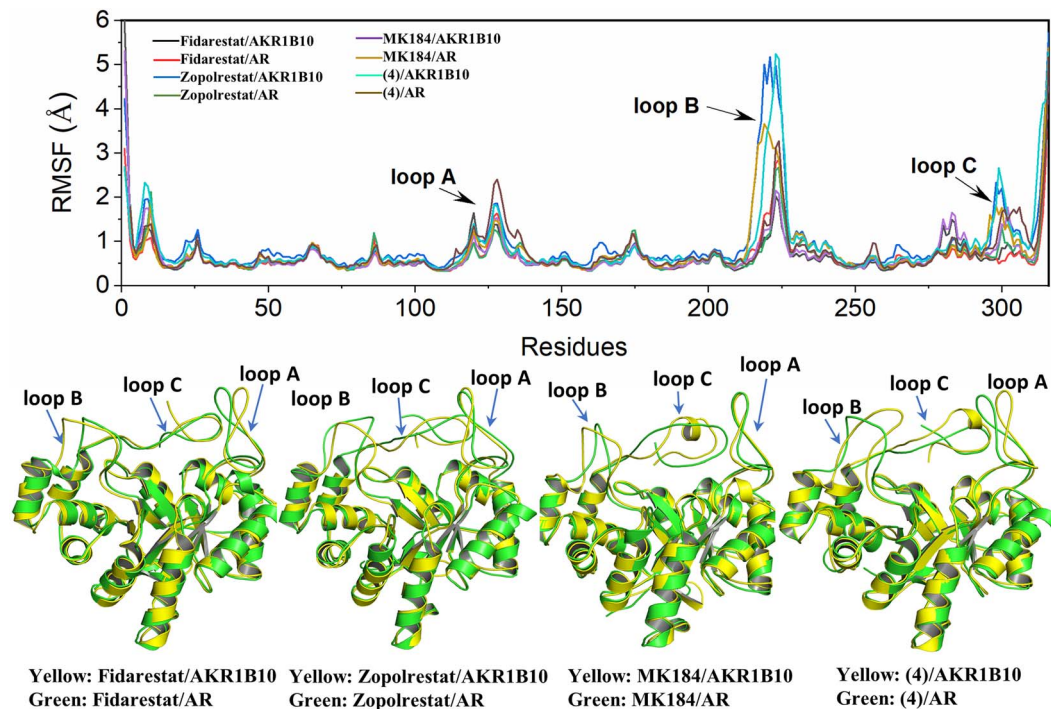 RMSF (Å)
6
5
4
3
2
1
0
Fidarestat/AKR1B10
Fidarestat/AR
Zopolrestat/AKR1B10
Zopolrestat/AR
MK184/AKR1B10
MK184/AR
(4)/AKR1B10
(4)/AR
loop A
loop B
loop C
0 50 100 150 200 250 300
Residues
loop B loop C loop A
loop B loop C loop A
loop B loop C loop A
loop B loop C loop A
Yellow: Fidarestat/AKR1B10
Green: Fidarestat/AR
Yellow: Zopolrestat/AKR1B10
Green: Zopolrestat/AR
Yellow: MK184/AKR1B10
Green: MK184/AR
Yellow: (4)/AKR1B10
Green: (4)/AR